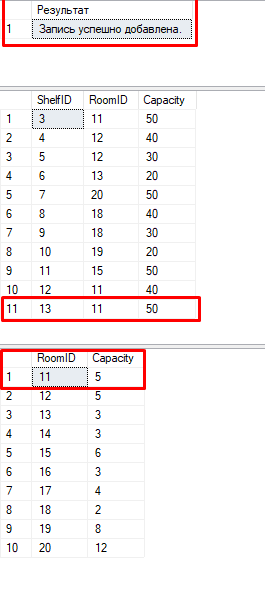 Результат
1 Запись успешно добавлена.
ShelfID RoomID Capacity
1 3 11 50
2 4 12 40
3 5 12 30
4 6 13 20
5 7 20 50
6 8 18 40
7 9 18 30
8 10 19 20
9 11 15 50
10 12 11 40
11 13 11 50
RoomID Capacity
1 11 5
2 12 5
3 13 3
4 14 3
5 15 6
6 16 3
7 17 4
8 18 2
9 19 8
10 20 12